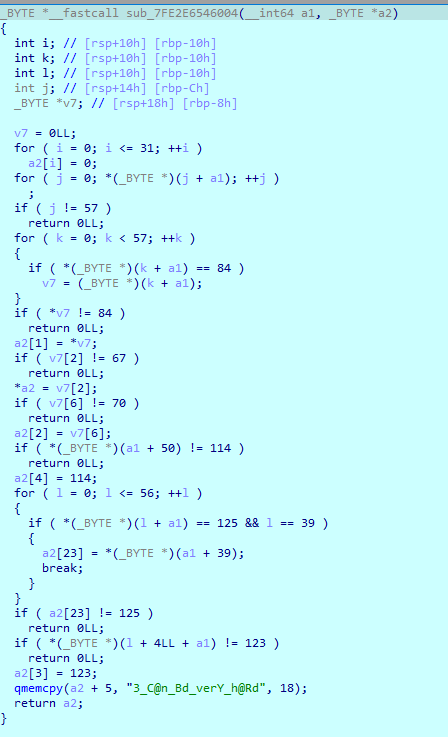 _BYTE *__fastcall sub_7FE2E6546004(__int64 a1, _BYTE *a2)
{
int i; // [rsp+10h] [rbp-10h]
int k; // [rsp+10h] [rbp-10h]
int l; // [rsp+10h] [rbp-10h]
int j; // [rsp+14h] [rbp-Ch]
_BYTE *v7; // [rsp+18h] [rbp-8h]
v7 = 0LL;
for ( i = 0; i <= 31; ++i )
a2[i] = 0;
for ( j = 0; *(_BYTE *)(j + a1); ++j )
;
if ( j != 57 )
return 0LL;
for ( k = 0; k < 57; ++k )
{
if ( *(_BYTE *)(k + a1) == 84 )
v7 = (_BYTE *)(k + a1);
}
if ( *v7 != 84 )
return 0LL;
a2[1] = *v7;
if ( v7[2] != 67 )
return 0LL;
*a2 = v7[2];
if ( v7[6] != 70 )
return 0LL;
a2[2] = v7[6];
if ( *(_BYTE *)(a1 + 50) != 114 )
return 0LL;
a2[4] = 114;
for ( l = 0; l <= 56; ++l )
{
if ( *(_BYTE *)(l + a1) == 125 && l == 39 )
{
a2[23] = *(_BYTE *)(a1 + 39);
break;
}
}
if ( a2[23] != 125 )
return 0LL;
if ( *(_BYTE *)(l + 4LL + a1) != 123 )
return 0LL;
a2[3] = 123;
qmemcpy(a2 + 5, "3_C@n_Bd_verY_h@Rd", 18);
return a2;
}